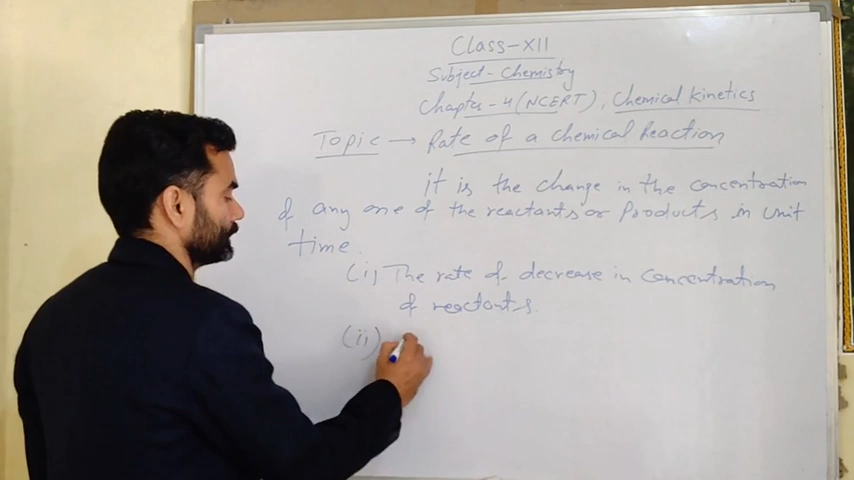 Class-XII
Subject-Chemistry
Chapter-4(NCERT), Chemical Kinetics
Topic → Rate of a chemical Reaction
it is the change in the concentration
of any one of the reactants or Products in unit
time.
(i) The rate of decrease in concentration
of reactants.
(ii)